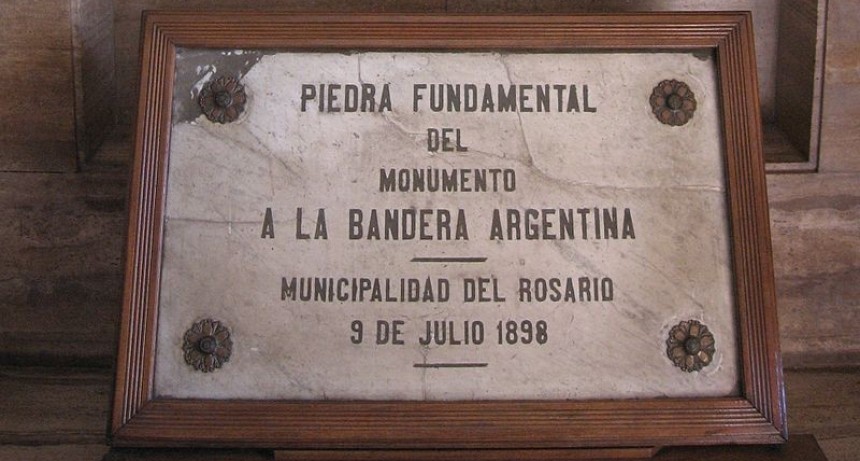 PIEDRA FUNDAMENTAL
DEL
MONUMENTO
A LA BANDERA ARGENTINA
MUNICIPALIDAD DEL ROSARIO
9 DE JULIO 1898